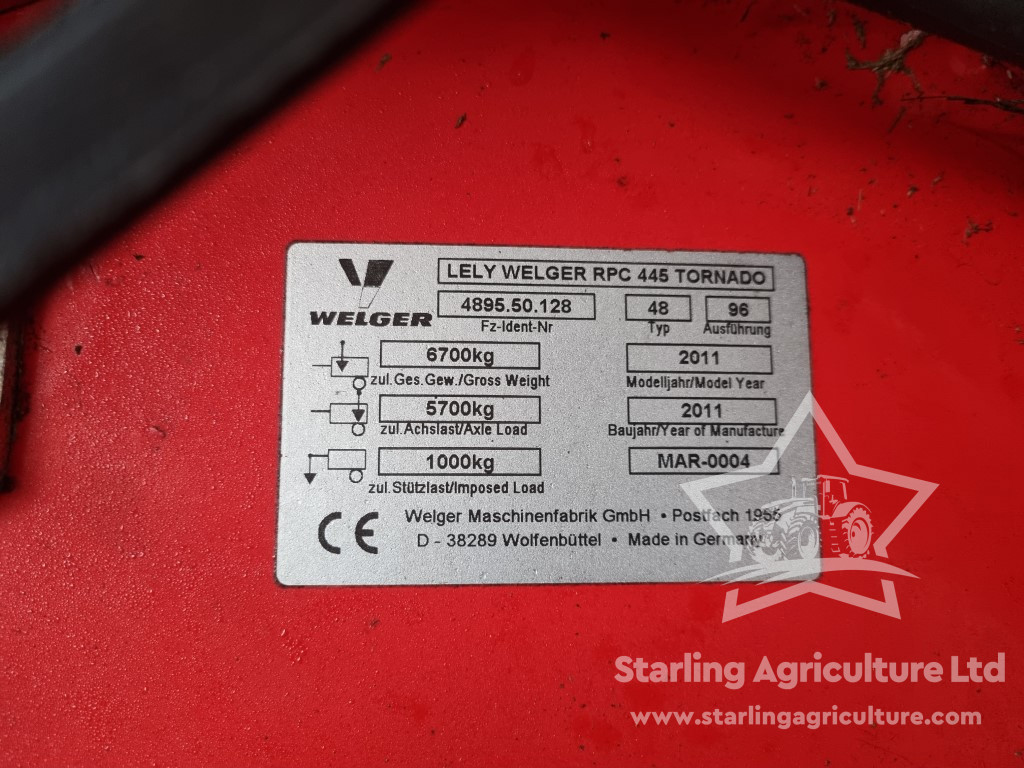 LELY WELGER RPC 445 TORNADO
WELGER
4895.50.128 48 96
Fz-Ident-Nr Typ Ausführung
6700kg 2011
zul.Ges.Gew./Gross Weight Modelljahr/Model Year
5700kg 2011
zul.Achslast/Axle Load Baujahr/Year of Manufacture
1000kg MAR-0004
zul.Stützlast/Imposed Load
CE Welger Maschinenfabrik GmbH • Postfach 1965
D - 38289 Wolfenbüttel • Made in Germany
Starling Agriculture Ltd
www.starlingagriculture.com